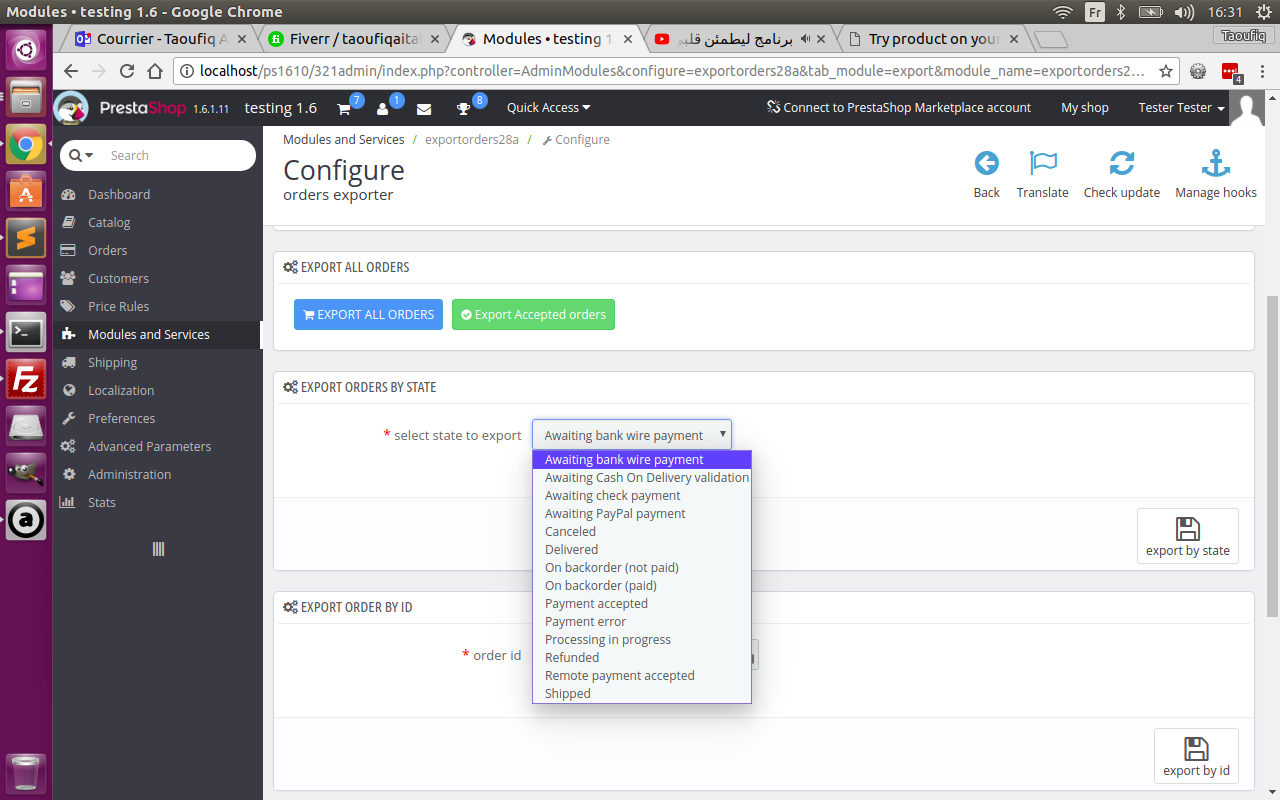 Modules • testing 1.6 - Google Chrome
Fr
16:31
Courrier - Taoufiq A
Fiverr / taoufiqaital
Modules • testing 1
برنامج ليطمئن قلبي
Try product on your
Taoufiq
localhost/ps1610/321admin/index.php?controller=AdminModules&configure=exportorders28a&tab_module=export&module_name=exportorders2...
4
PrestaShop 1.6.1.11
testing 1.6
7
1
8
Quick Access
Connect to PrestaShop Marketplace account
My shop
Tester Tester
Search
Dashboard
Catalog
Orders
Customers
Price Rules
Modules and Services
Shipping
Localization
Preferences
Advanced Parameters
Administration
Stats
Modules and Services / exportorders28a / Configure
Configure
orders exporter
Back
Translate
Check update
Manage hooks
EXPORT ALL ORDERS
EXPORT ALL ORDERS
Export Accepted orders
EXPORT ORDERS BY STATE
* select state to export
Awaiting bank wire payment
Awaiting bank wire payment
Awaiting Cash On Delivery validation
Awaiting check payment
Awaiting PayPal payment
Canceled
Delivered
On backorder (not paid)
On backorder (paid)
Payment accepted
Payment error
Processing in progress
Refunded
Remote payment accepted
Shipped
export by state
EXPORT ORDER BY ID
* order id
export by id